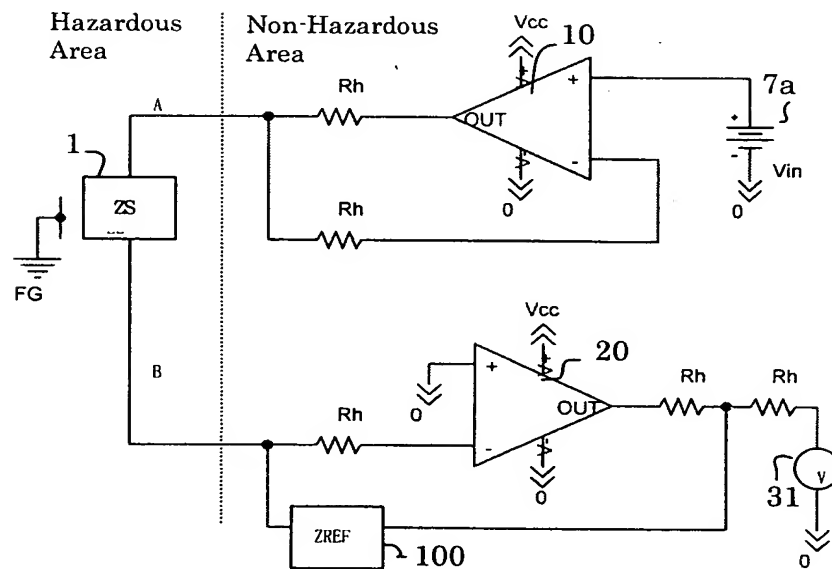 Hazardous
Area
Non-Hazardous
Area
Vcc
10
7a
A
Rh
+
OUT
-
+
-
Vin
1
ZS
0
0
Rh
FG
Vcc
20
B
+
0
Rh
OUT
-
Rh
Rh
0
31
V
ZREF
100
0